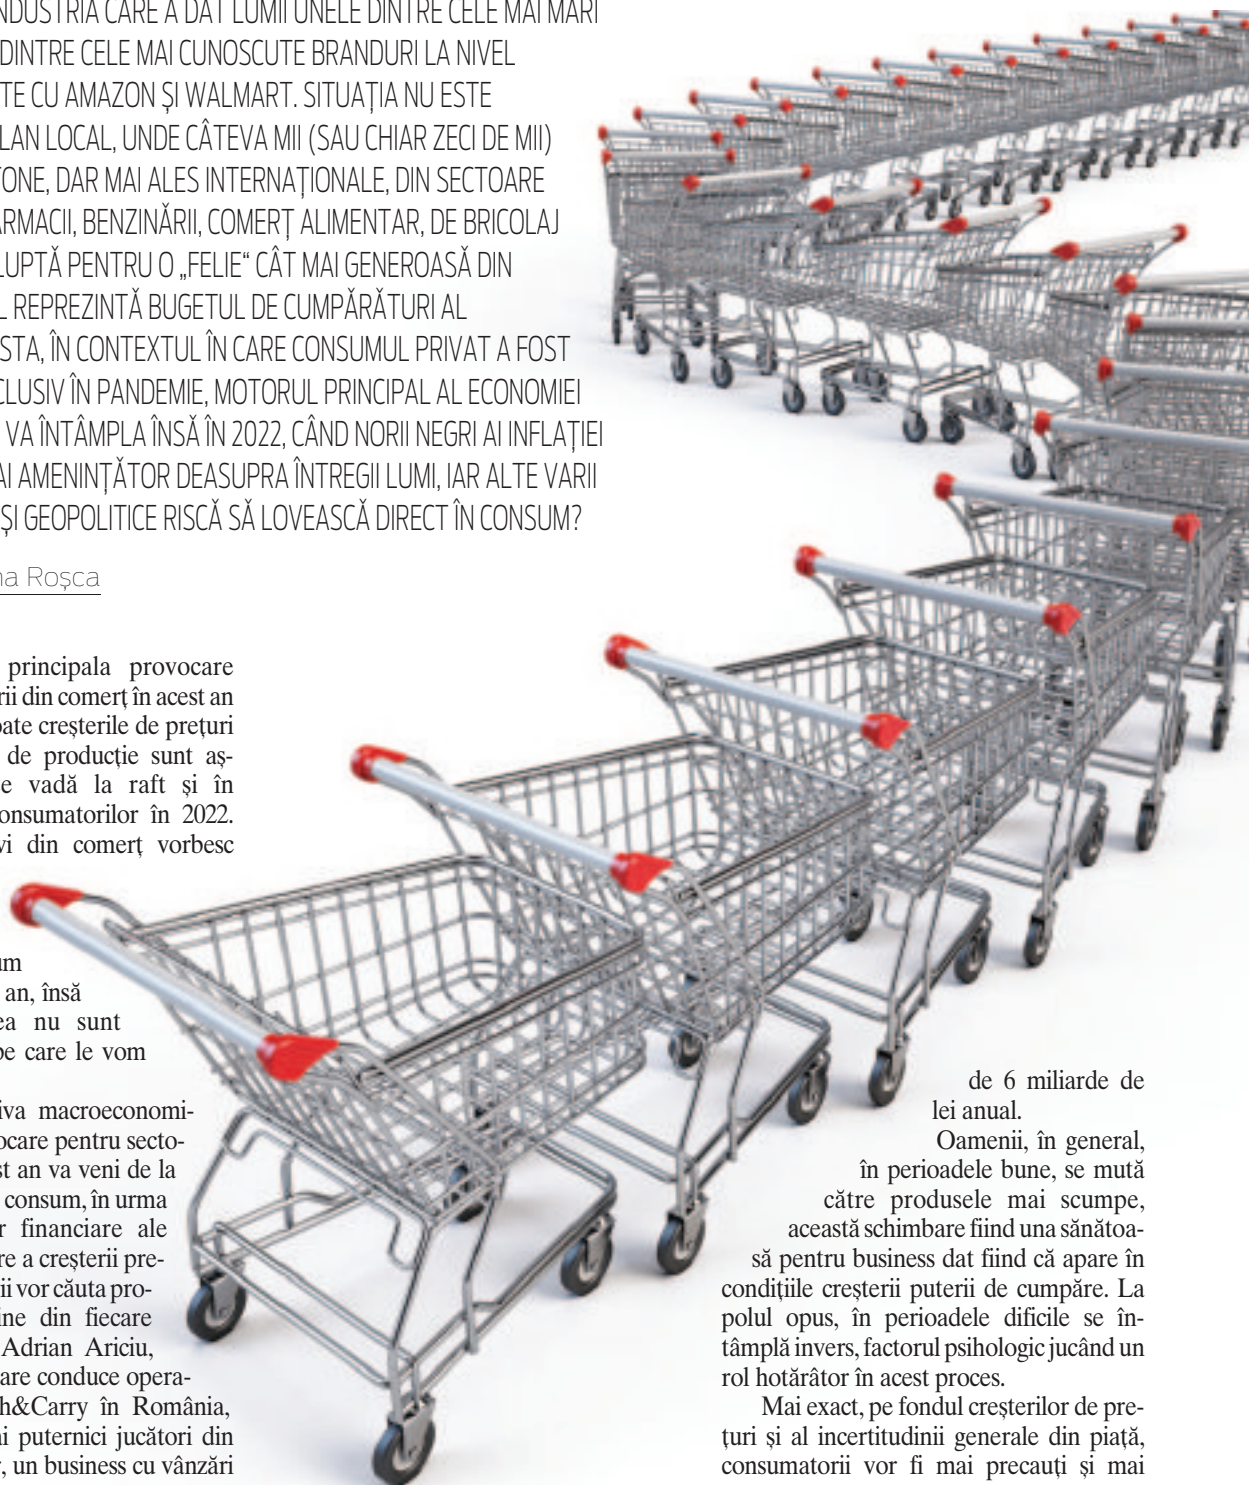 INDUSTRIA CARE A DAT LUMII UNELE DINTRE CELE MAI MARI
DINTRE CELE MAI CUNOSCUTE BRANDURI LA NIVEL
TE CU AMAZON ȘI WALMART. SITUAȚIA NU ESTE
LAN LOCAL, UNDE CÂTEVA MII (SAU CHIAR ZECI DE MII)
TONE, DAR MAI ALES INTERNAȚIONALE, DIN SECTOARE
ARMACII, BENZINĂRII, COMERȚ ALIMENTAR, DE BRICOLAJ
LUPTĂ PENTRU O „FELIE“ CÂT MAI GENEROASĂ DIN
L REPREZINTĂ BUGETUL DE CUMPĂRĂTURI AL
STA, ÎN CONTEXTUL ÎN CARE CONSUMUL PRIVAT A FOST
CLUSIV ÎN PANDEMIE, MOTORUL PRINCIPAL AL ECONOMIEI
VA ÎNTÂMPLA ÎNSĂ ÎN 2022, CÂND NORII NEGRI AI INFLAȚIEI
AI AMENINȚĂTOR DEASUPRA ÎNTREGII LUMI, IAR ALTE VARII
ȘI GEOPOLITICE RISCĂ SĂ LOVEASCĂ DIRECT ÎN CONSUM?
na Roșca
principala provocare
rii din comerț în acest an
oate creșterile de prețuri
de producție sunt aș-
e vadă la raft și în
onsumatorilor în 2022.
vi din comerț vorbesc
um
an, însă
ea nu sunt
pe care le vom
iva macroeconomi-
ocare pentru secto-
st an va veni de la
consum, în urma
r financiare ale
re a creșterii pre-
ii vor căuta pro-
ine din fiecare
Adrian Ariciu,
are conduce opera-
h&Carry în România,
ai puternici jucători din
, un business cu vânzări
de 6 miliarde de
lei anual.
Oamenii, în general,
în perioadele bune, se mută
către produsele mai scumpe,
această schimbare fiind una sănătoa-
să pentru business dat fiind că apare în
condițiile creșterii puterii de cumpăre. La
polul opus, în perioadele dificile se în-
tâmplă invers, factorul psihologic jucând un
rol hotărâtor în acest proces.
Mai exact, pe fondul creșterilor de pre-
țuri și al incertitudinii generale din piață,
consumatorii vor fi mai precauți și mai